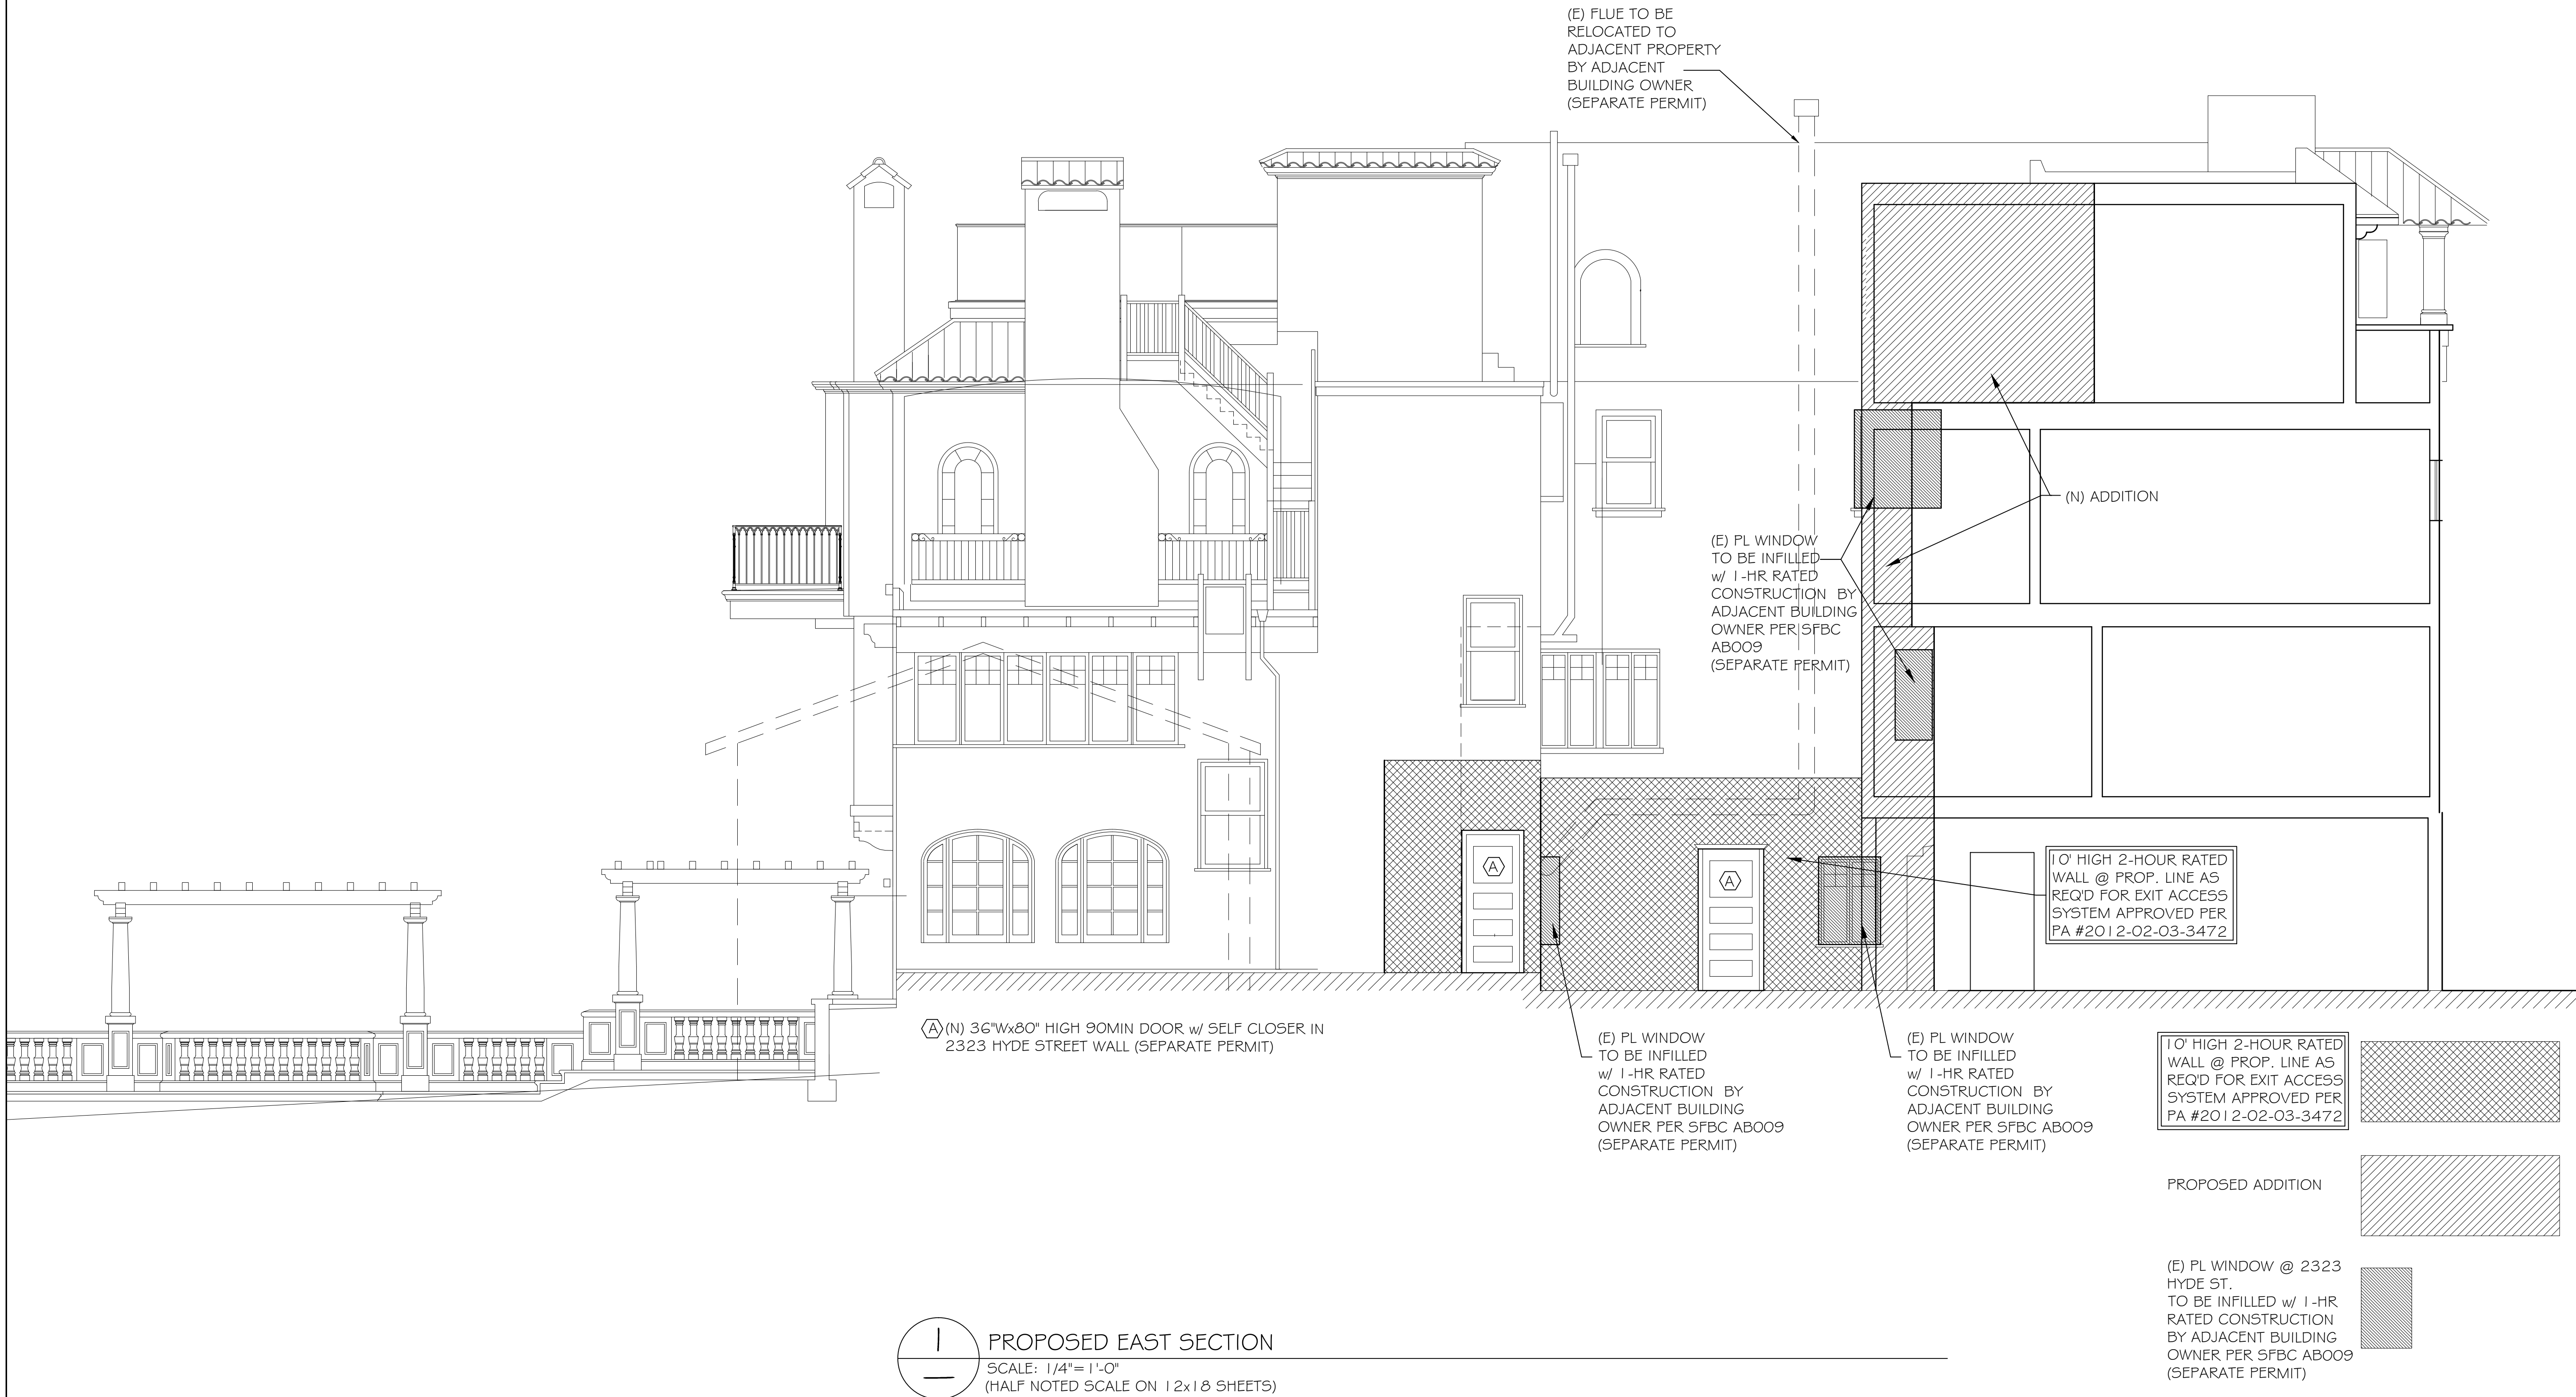 (E) FLUE TO BE
RELOCATED TO
ADJACENT PROPERTY
BY ADJACENT
BUILDING OWNER
(SEPARATE PERMIT)
(N) ADDITION
(E) PL WINDOW
TO BE INFILLED
w/ 1-HR RATED
CONSTRUCTION BY
ADJACENT BUILDING
OWNER PER SFBC
AB009
(SEPARATE PERMIT)
A
A
10' HIGH 2-HOUR RATED
WALL @ PROP. LINE AS
REQ'D FOR EXIT ACCESS
SYSTEM APPROVED PER
PA #2012-02-03-3472
A (N) 36"Wx80" HIGH 90MIN DOOR w/ SELF CLOSER IN
2323 HYDE STREET WALL (SEPARATE PERMIT)
(E) PL WINDOW
TO BE INFILLED
w/ 1-HR RATED
CONSTRUCTION BY
ADJACENT BUILDING
OWNER PER SFBC AB009
(SEPARATE PERMIT)
(E) PL WINDOW
TO BE INFILLED
w/ 1-HR RATED
CONSTRUCTION BY
ADJACENT BUILDING
OWNER PER SFBC AB009
(SEPARATE PERMIT)
10' HIGH 2-HOUR RATED
WALL @ PROP. LINE AS
REQ'D FOR EXIT ACCESS
SYSTEM APPROVED PER
PA #2012-02-03-3472
PROPOSED ADDITION
(E) PL WINDOW @ 2323
HYDE ST.
TO BE INFILLED w/ 1-HR
RATED CONSTRUCTION
BY ADJACENT BUILDING
OWNER PER SFBC AB009
(SEPARATE PERMIT)
1
PROPOSED EAST SECTION
—
SCALE: 1/4"=1'-0"
(HALF NOTED SCALE ON 12x18 SHEETS)